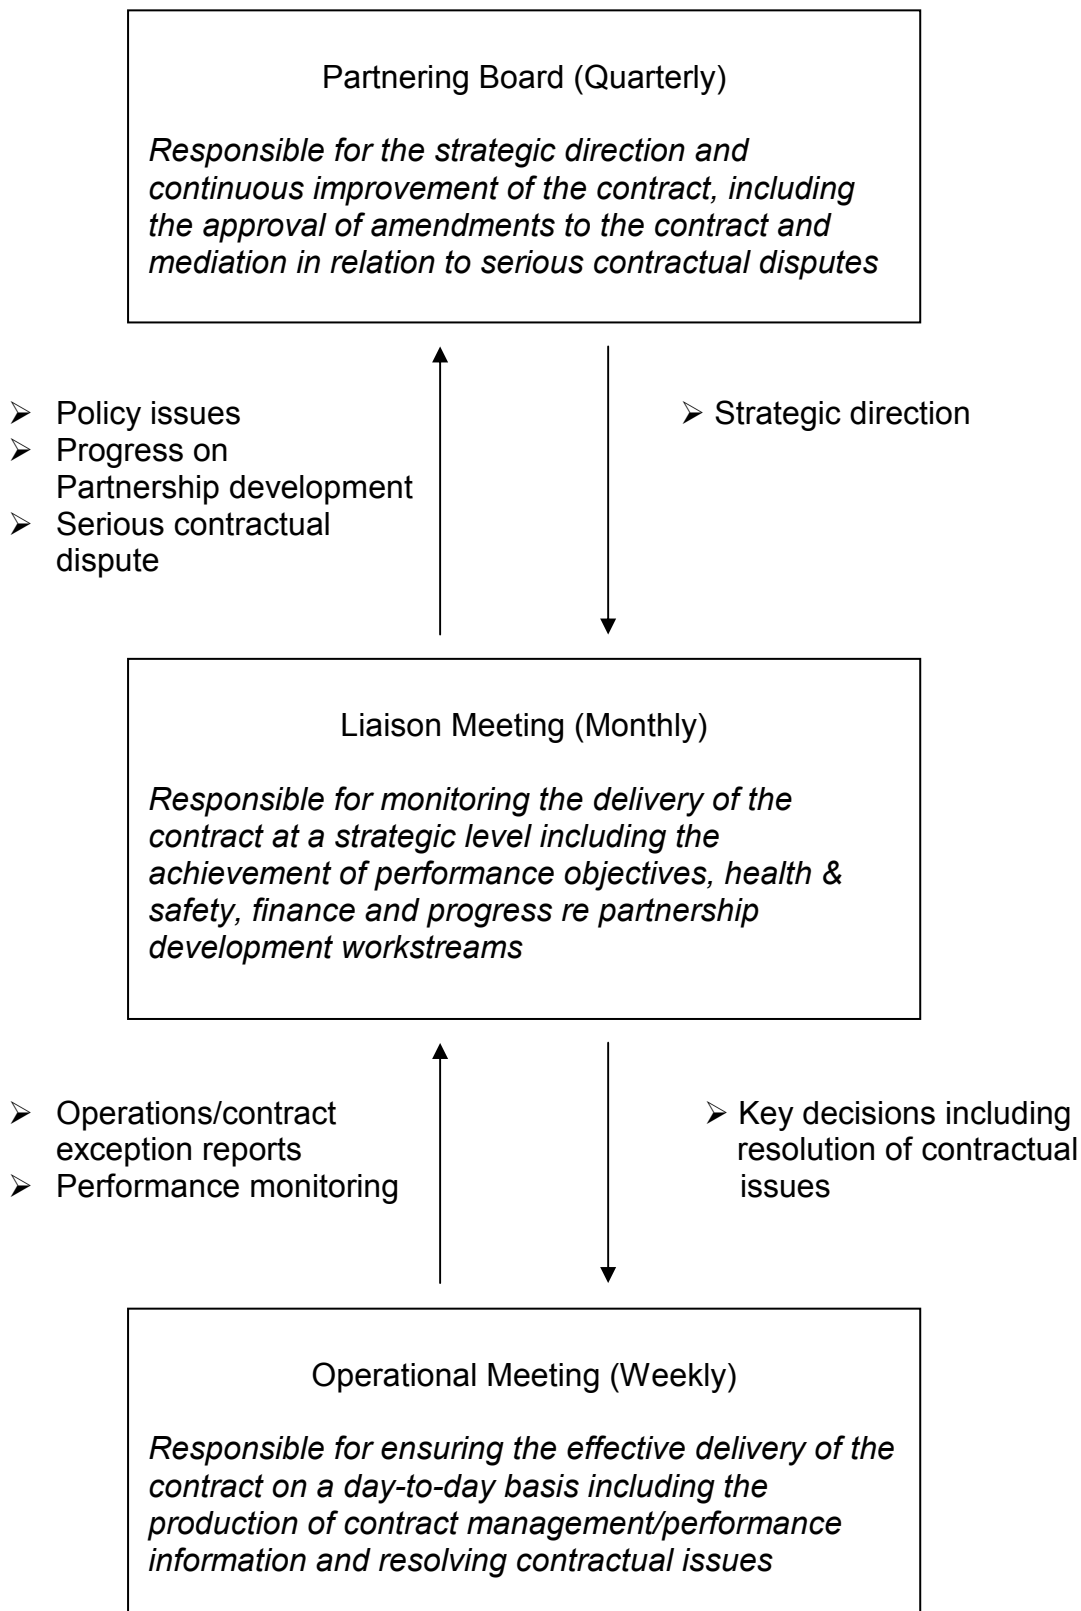 Partnering Board (Quarterly)
Responsible for the strategic direction and
continuous improvement of the contract, including
the approval of amendments to the contract and
mediation in relation to serious contractual disputes
➢ Policy issues
➢ Progress on
Partnership development
➢ Serious contractual
dispute
➢ Strategic direction
Liaison Meeting (Monthly)
Responsible for monitoring the delivery of the
contract at a strategic level including the
achievement of performance objectives, health &
safety, finance and progress re partnership
development workstreams
➢ Operations/contract
exception reports
➢ Performance monitoring
➢ Key decisions including
resolution of contractual
issues
Operational Meeting (Weekly)
Responsible for ensuring the effective delivery of the
contract on a day-to-day basis including the
production of contract management/performance
information and resolving contractual issues